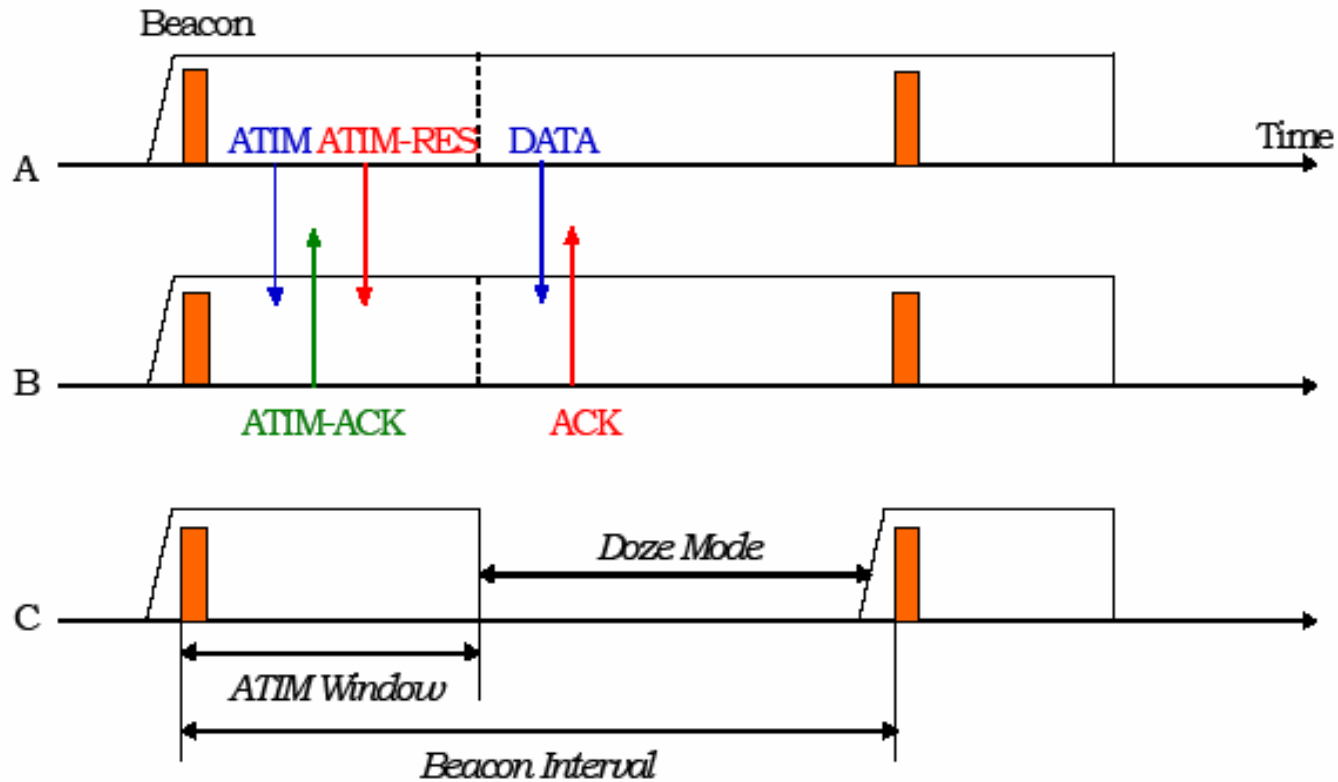 Beacon
ATIM ATIM-RES DATA
Time
A
B
ATIM-ACK ACK
Doze Mode
C
ATIM Window
Beacon Interval